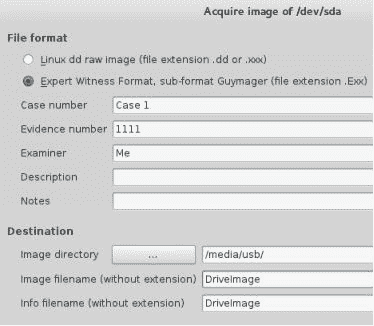 Acquire image of /dev/sda
File format
Linux dd raw image (file extension .dd or .xxx)
Expert Witness Format, sub-format Guymager (file extension .Exx)
Case number Case 1
Evidence number 1111
Examiner Me
Description
Notes
Destination
Image directory ... /media/usb/
Image filename (without extension) DriveImage
Info filename (without extension) DriveImage